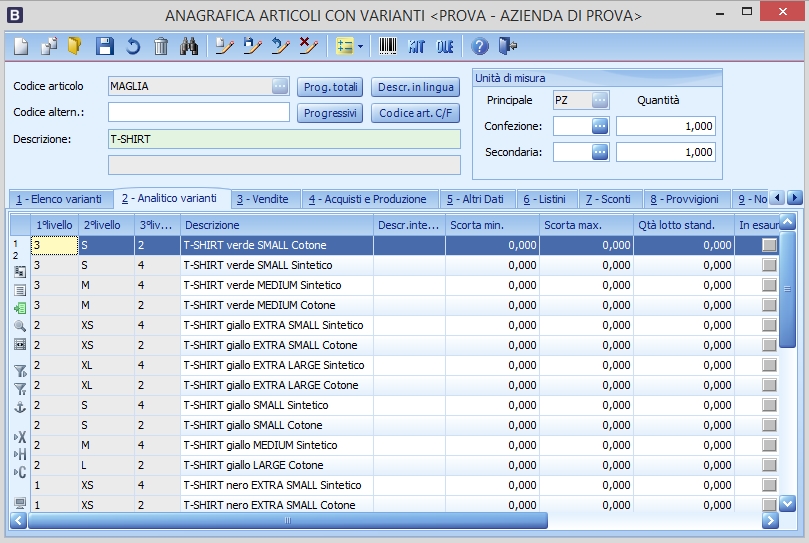 B ANAGRAFICA ARTICOLI CON VARIANTI <PROVA - AZIENDA DI PROVA>
KIT OLE
Codice articolo MAGLIA Prog. totali Descr. in lingua
Codice altern.: Progressivi Codice art. C/F
Descrizione: T-SHIRT
Unità di misura
Principale PZ Quantità
Confezione: 1,000
Secondaria: 1,000
1 - Elenco varianti 2 - Analitico varianti 3 - Vendite 4 - Acquisti e Produzione 5 - Altri Dati 6 - Listini 7 - Sconti 8 - Provvigioni 9 - No
1°livello 2°livello 3°liv... Descrizione Descr.inte... Scorta min. Scorta max. Qtà lotto stand. In esaur
1
2
3 S 2 T-SHIRT verde SMALL Cotone 0,000 0,000 0,000
3 S 4 T-SHIRT verde SMALL Sintetico 0,000 0,000 0,000
3 M 4 T-SHIRT verde MEDIUM Sintetico 0,000 0,000 0,000
3 M 2 T-SHIRT verde MEDIUM Cotone 0,000 0,000 0,000
2 XS 4 T-SHIRT giallo EXTRA SMALL Sintetico 0,000 0,000 0,000
2 XS 2 T-SHIRT giallo EXTRA SMALL Cotone 0,000 0,000 0,000
2 XL 4 T-SHIRT giallo EXTRA LARGE Sintetico 0,000 0,000 0,000
2 XL 2 T-SHIRT giallo EXTRA LARGE Cotone 0,000 0,000 0,000
2 S 4 T-SHIRT giallo SMALL Sintetico 0,000 0,000 0,000
2 S 2 T-SHIRT giallo SMALL Cotone 0,000 0,000 0,000
2 M 4 T-SHIRT giallo MEDIUM Sintetico 0,000 0,000 0,000
2 L 2 T-SHIRT giallo LARGE Cotone 0,000 0,000 0,000
1 XS 4 T-SHIRT nero EXTRA SMALL Sintetico 0,000 0,000 0,000
1 XS 2 T-SHIRT nero EXTRA SMALL Cotone 0,000 0,000 0,000
X
H
C